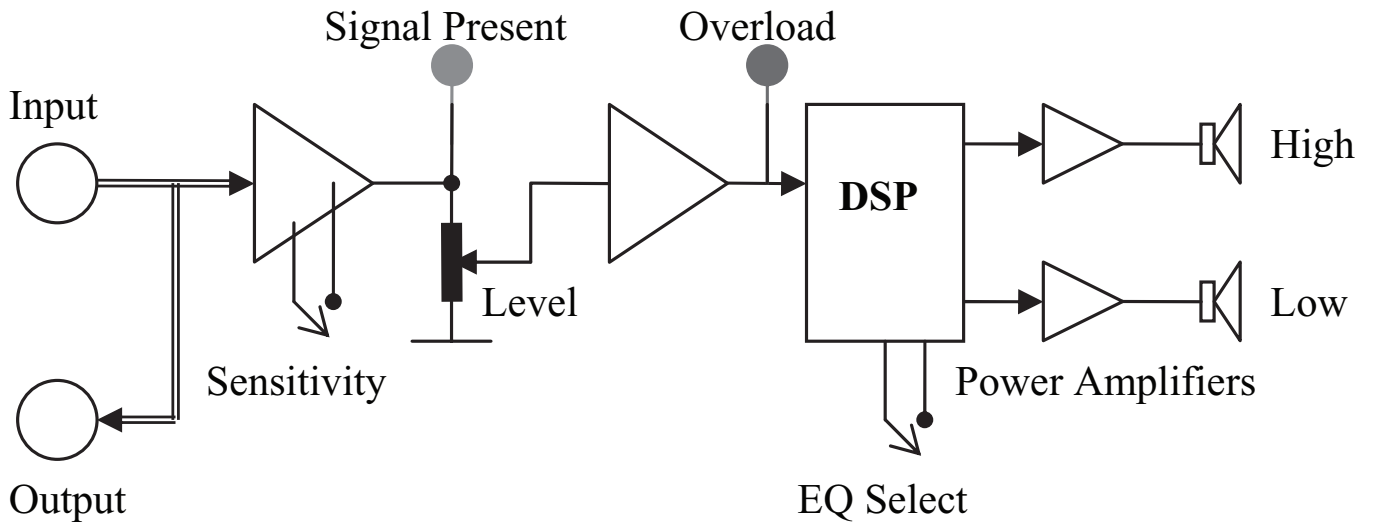 Signal Present
Overload
Input
High
DSP
Level
Low
Sensitivity
Power Amplifiers
Output
EQ Select